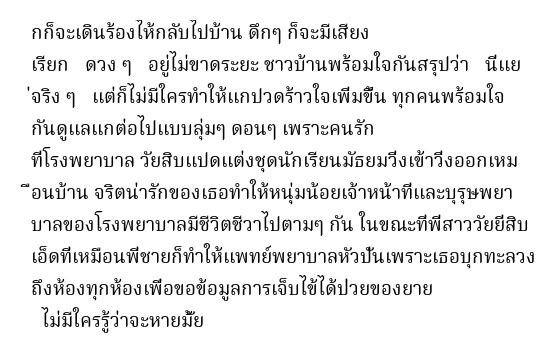 กก็จะเดินร้องไห้กลับไปบ้าน ดึกๆ ก็จะมีเสียง
เรียก ดวง ๆ อยู่ไม่ขาดระยะ ชาวบ้านพร้อมใจกันสรุปว่า นี่แย
่จริง ๆ แต่ก็ไม่มีใครทำให้แกปวดร้าวใจเพิ่มขึ้น ทุกคนพร้อมใจ
กันดูแลแกต่อไปแบบลุ่มๆ ดอนๆ เพราะคนรัก
ที่โรงพยาบาล วัยสิบแปดแต่งชุดนักเรียนมัธยมวิ่งเข้าวิ่งออกเหม
ือนบ้าน จริตน่ารักของเธอทำให้หนุ่มน้อยเจ้าหน้าที่และบุรุษพยา
บาลของโรงพยาบาลมีชีวิตชีวาไปตามๆ กัน ในขณะที่พี่สาววัยยี่สิบ
เอ็ดที่เหมือนพี่ชายก็ทำให้แพทย์พยาบาลหัวปั่นเพราะเธอบุกทะลวง
ถึงห้องทุกห้องเพื่อขอข้อมูลการเจ็บไข้ได้ป่วยของยาย
ไม่มีใครรู้ว่าจะหายมั้ย